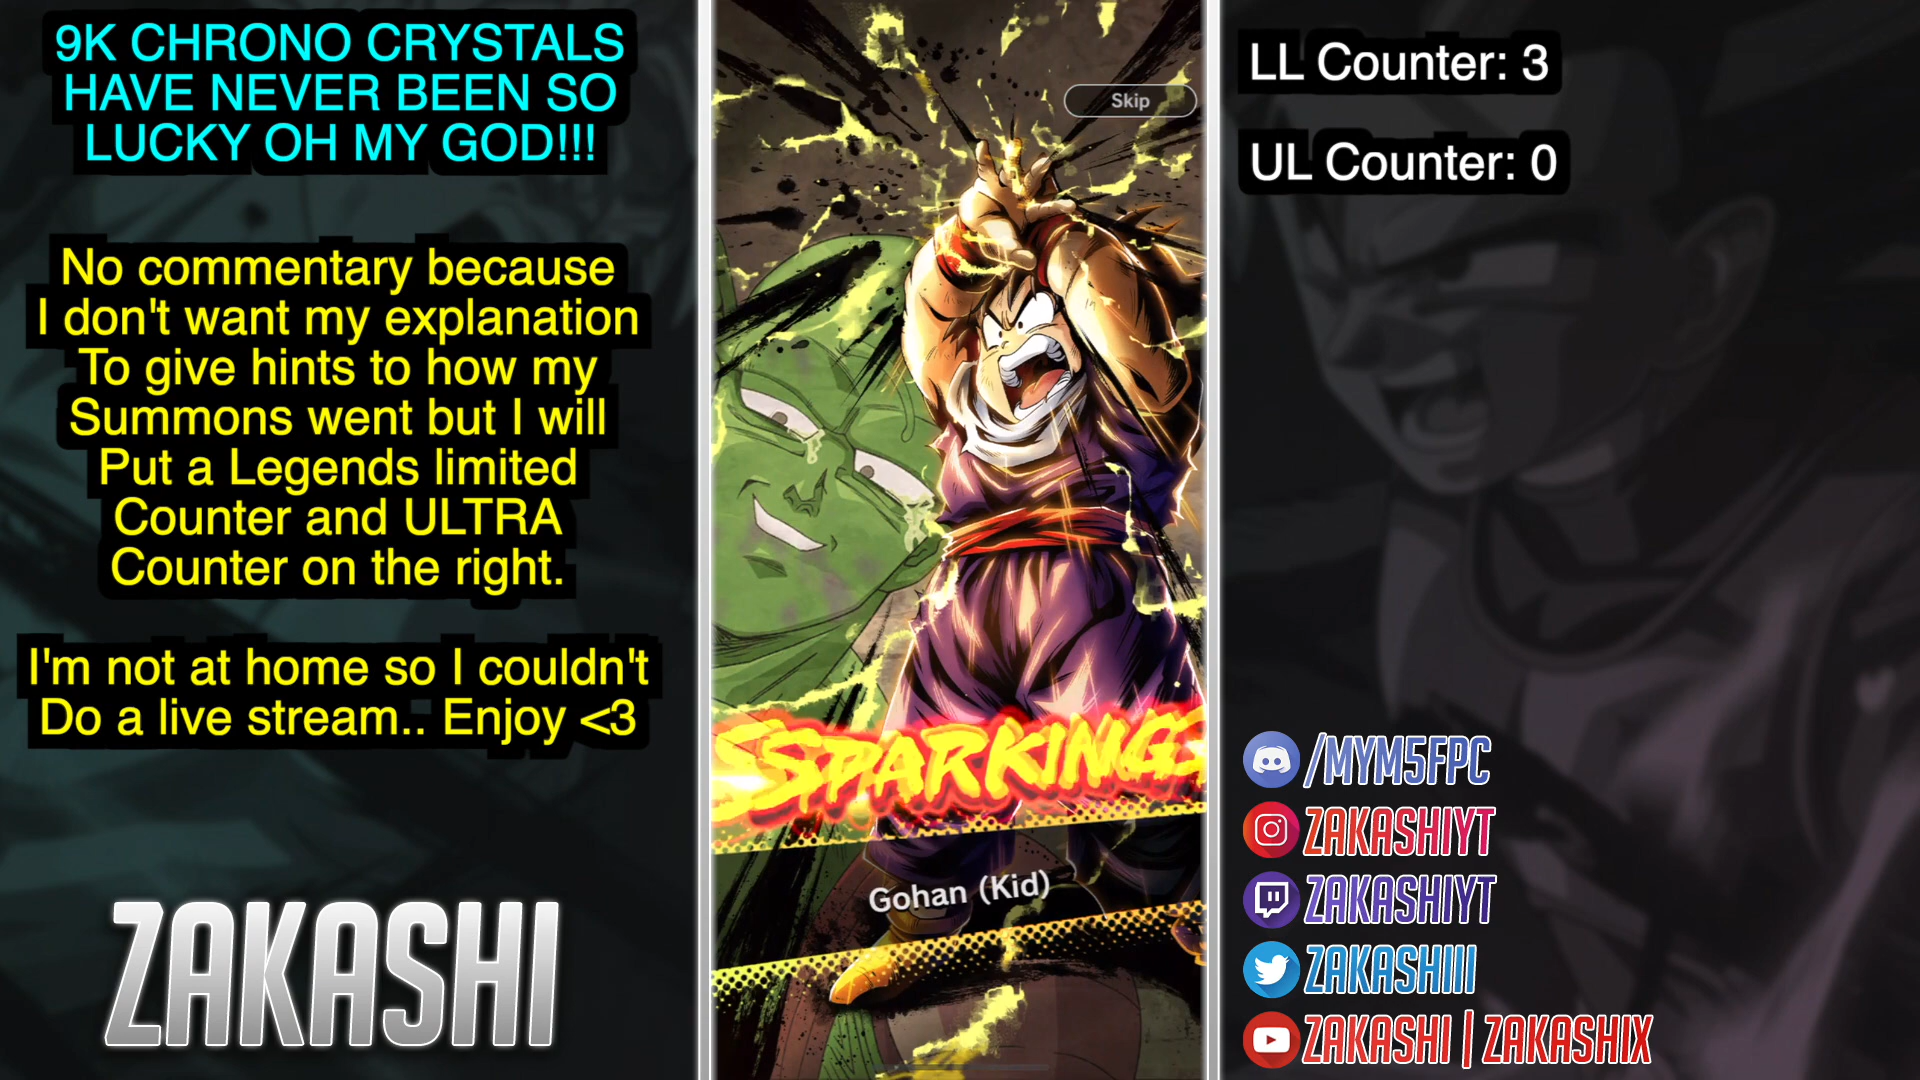 9K CHRONO CRYSTALS
HAVE NEVER BEEN SO
LUCKY OH MY GOD!!!
No commentary because
I don't want my explanation
To give hints to how my
Summons went but I will
Put a Legends limited
Counter and ULTRA
Counter on the right.
I'm not at home so I couldn't
Do a live stream.. Enjoy <3
ZAKASHI
Skip
SPARKING
Gohan (Kid)
LL Counter: 3
UL Counter: 0
/MYM5FPC
ZAKASHIYT
ZAKASHIYT
ZAKASHIII
ZAKASHI | ZAKASHIX